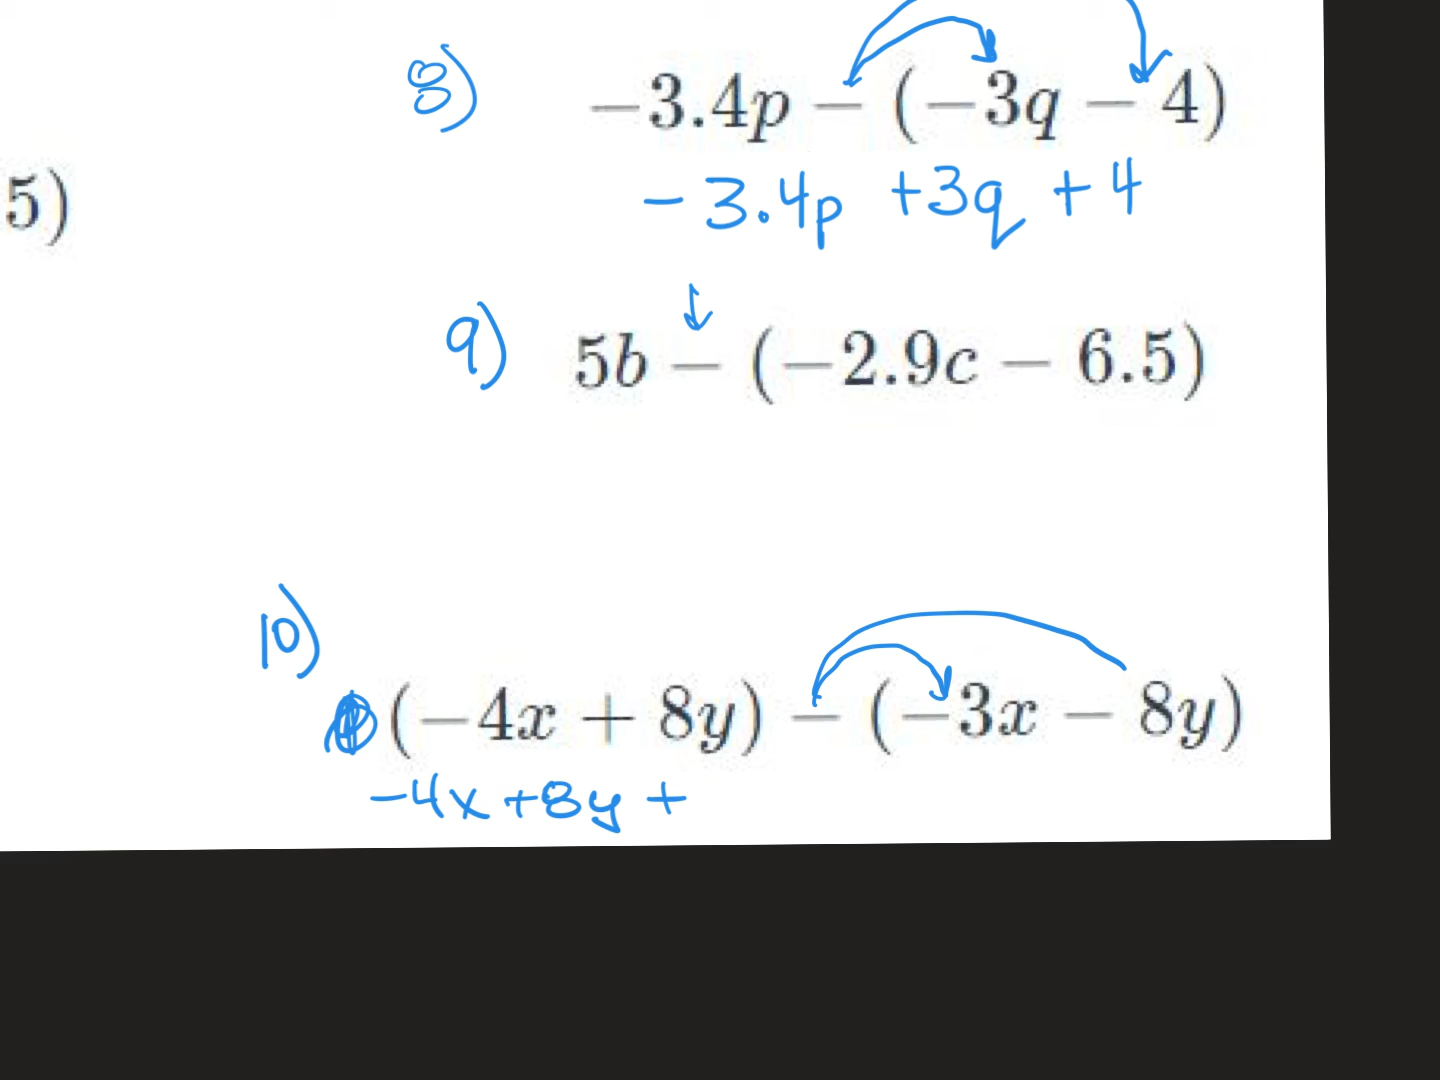 8) −3.4p − (−3q − 4)
5)
−3.4p +3q +4
9) 5b − (−2.9c − 6.5)
10)
(−4x + 8y) − (−3x − 8y)
−4x +8y +